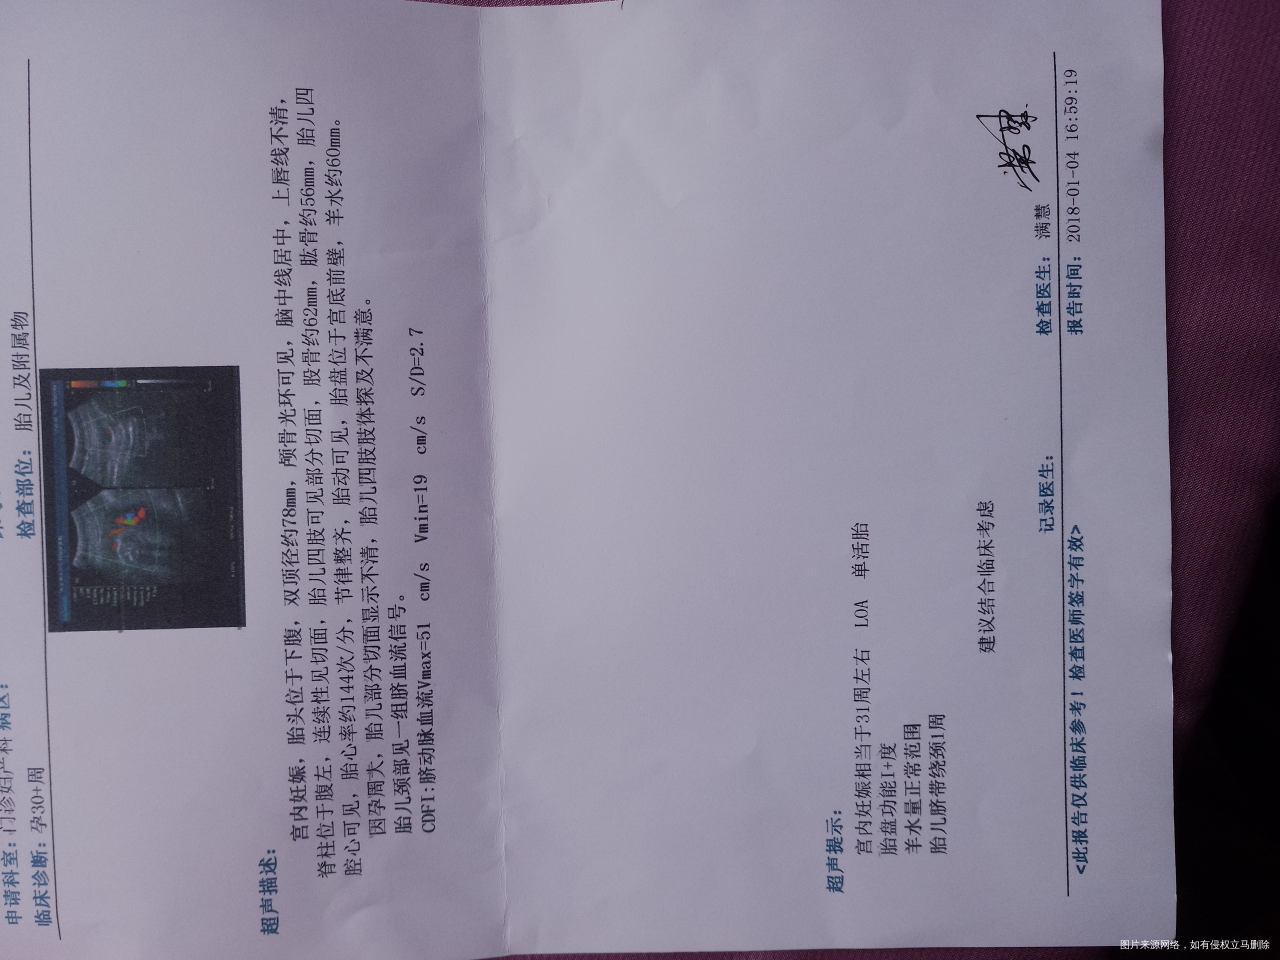 申请科室：门诊妇产科 病区：
临床诊断：孕30+周
检查部位：胎儿及附属物
超声描述：
宫内妊娠，胎头位于下腹，双顶径约78mm，颅骨光环可见，脑中线居中，上唇线不清，
脊柱位于腹左，连续性见切面，胎儿四肢可见部分切面，股骨约62mm，肱骨约56mm，胎儿四
腔心可见，胎心率约144次/分，节律整齐，胎动可见，胎盘位于宫底前壁，羊水约60mm。
因孕周大，胎儿部分切面显示不清，胎儿四肢肢体探及不满意。
胎儿颈部见一组脐血流信号。
CDFI:脐动脉血流Vmax=51 cm/s Vmin=19 cm/s S/D=2.7
超声提示：
宫内妊娠相当于31周左右 LOA 单活胎
胎盘功能I+度
羊水量正常范围
胎儿脐带绕颈1周
建议结合临床考虑
记录医生： 检查医生：满慧
<此报告仅供临床参考！检查医师签字有效> 报告时间：2018-01-04 16:59:19
图片来源网络，如有侵权立马删除